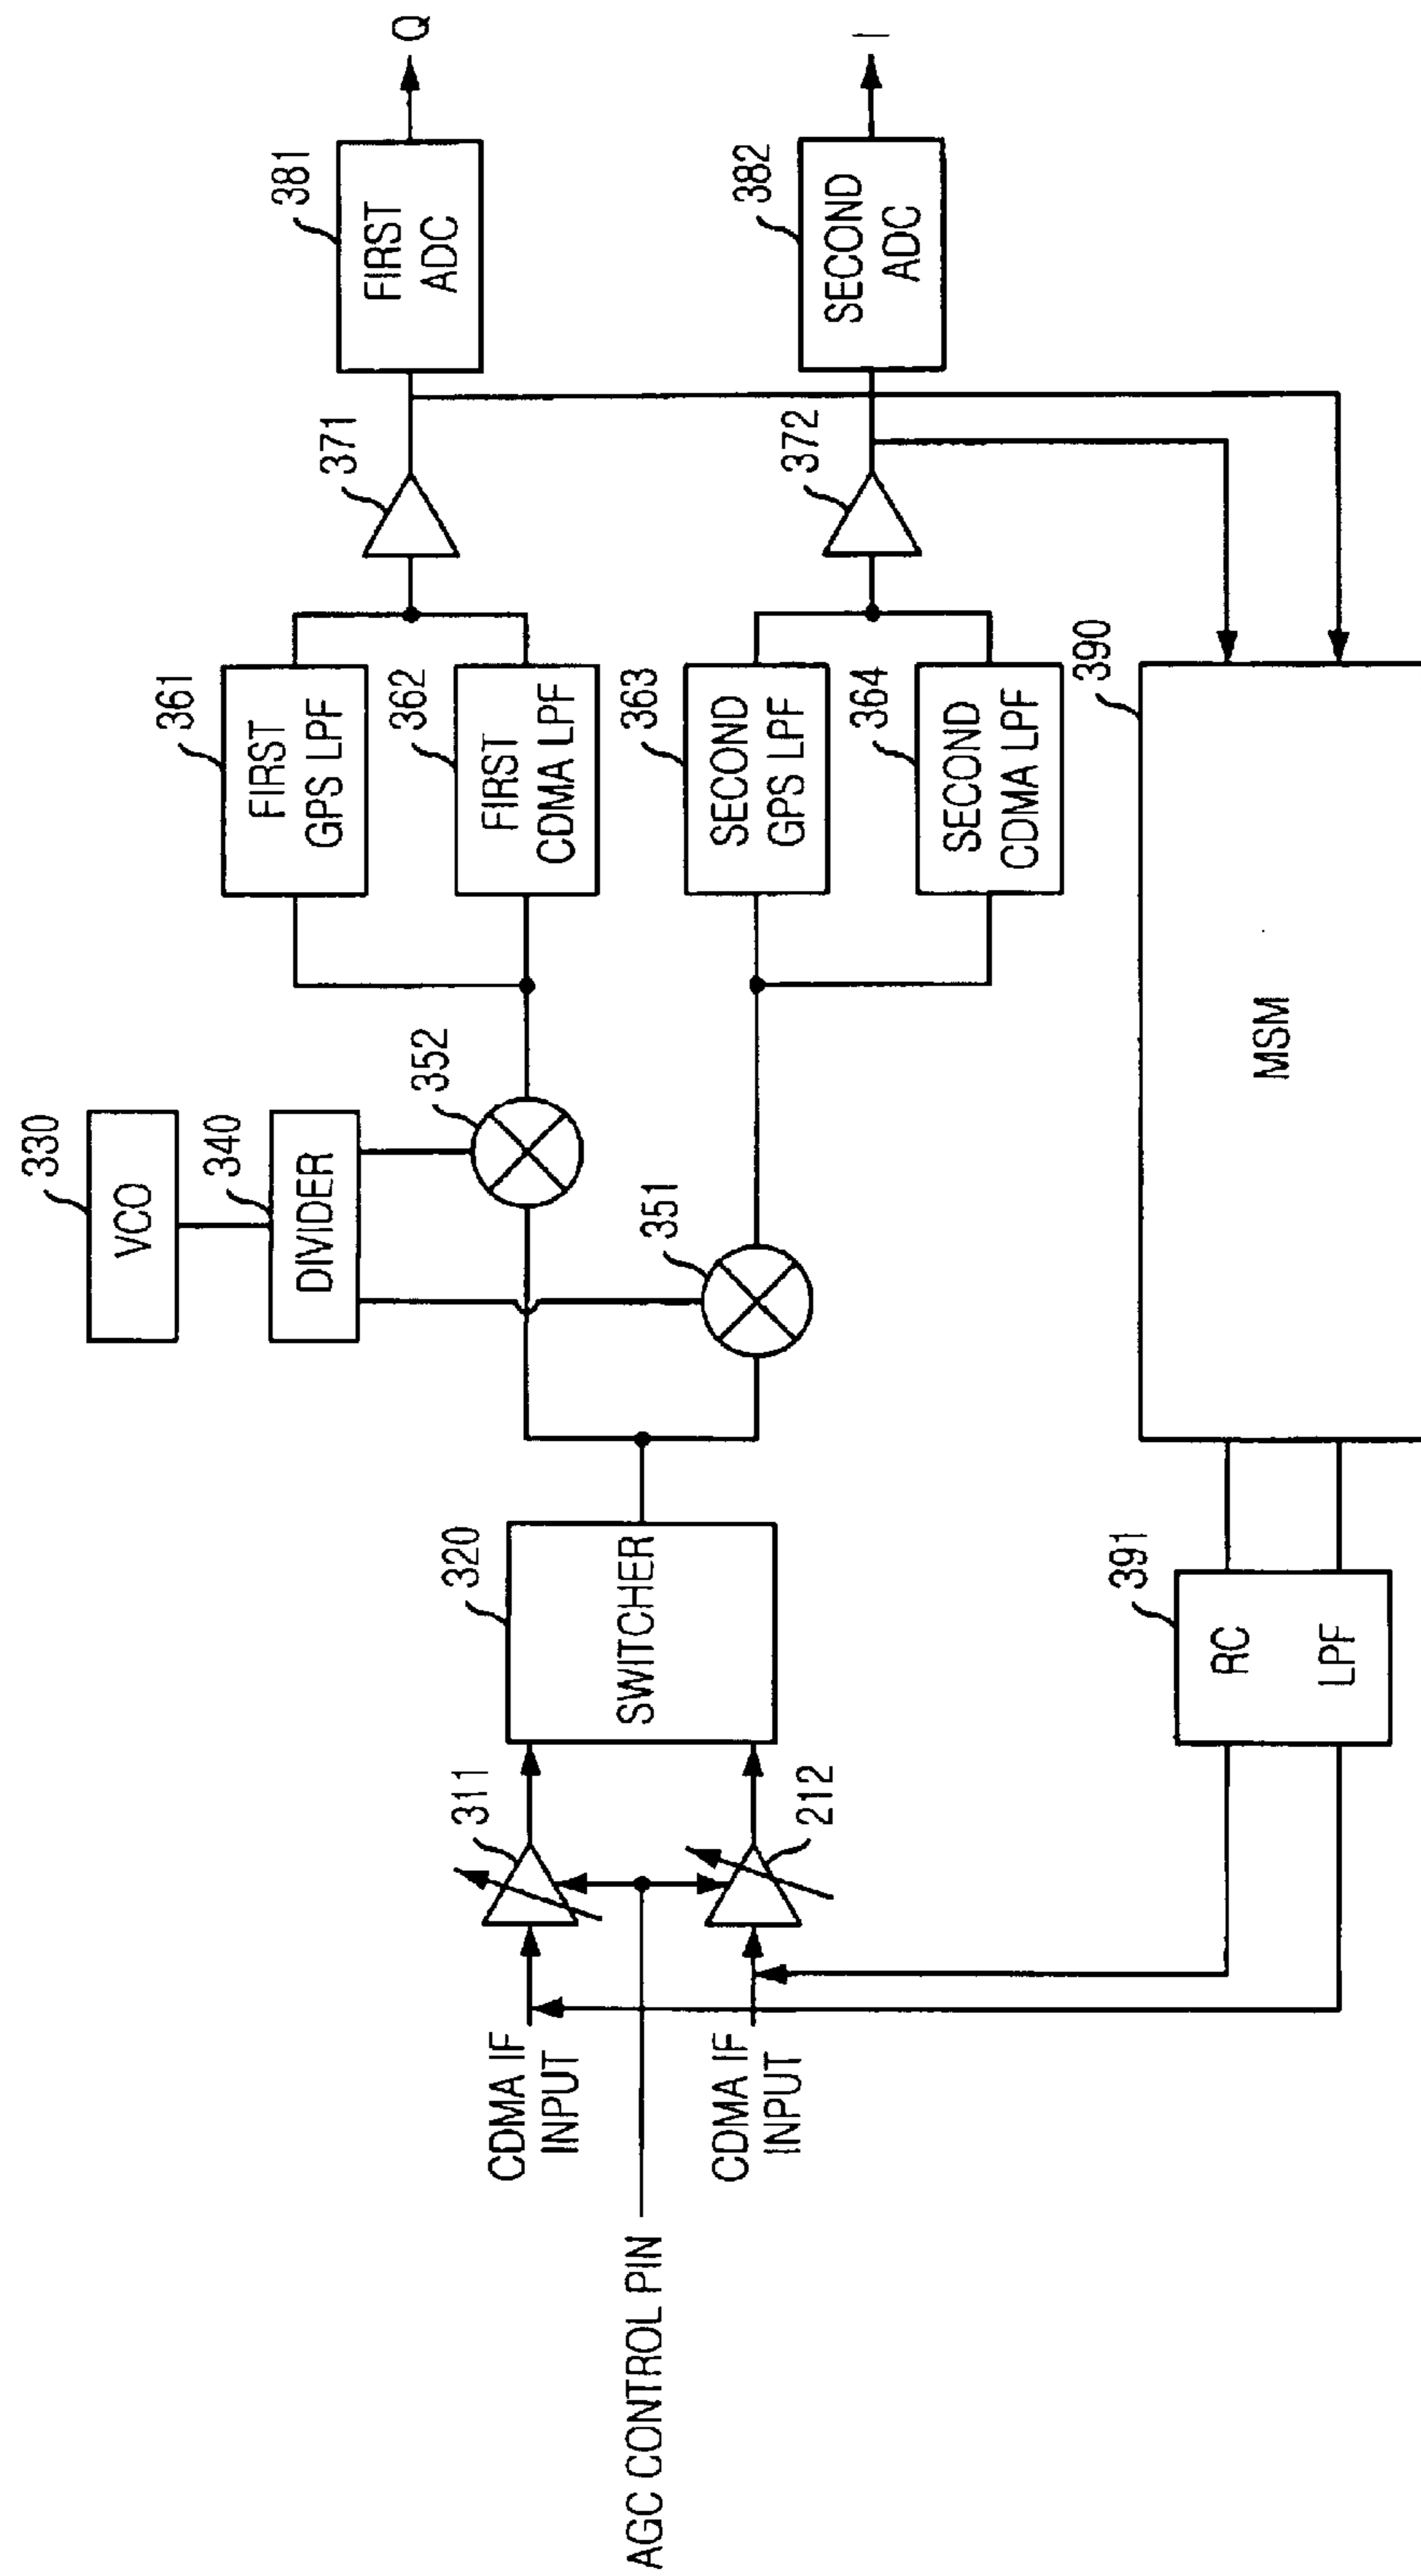 330
VCO
340
DIVIDER
361
FIRST
GPS LPF
381
FIRST
ADC
Q
371
352
362
FIRST
CDMA LPF
311
320
SWITCHER
351
363
SECOND
GPS LPF
372
382
SECOND
ADC
I
364
SECOND
CDMA LPF
CDMA IF
INPUT
AGC CONTROL PIN
CDMA IF
INPUT
212
391
RC
LPF
390
MSM